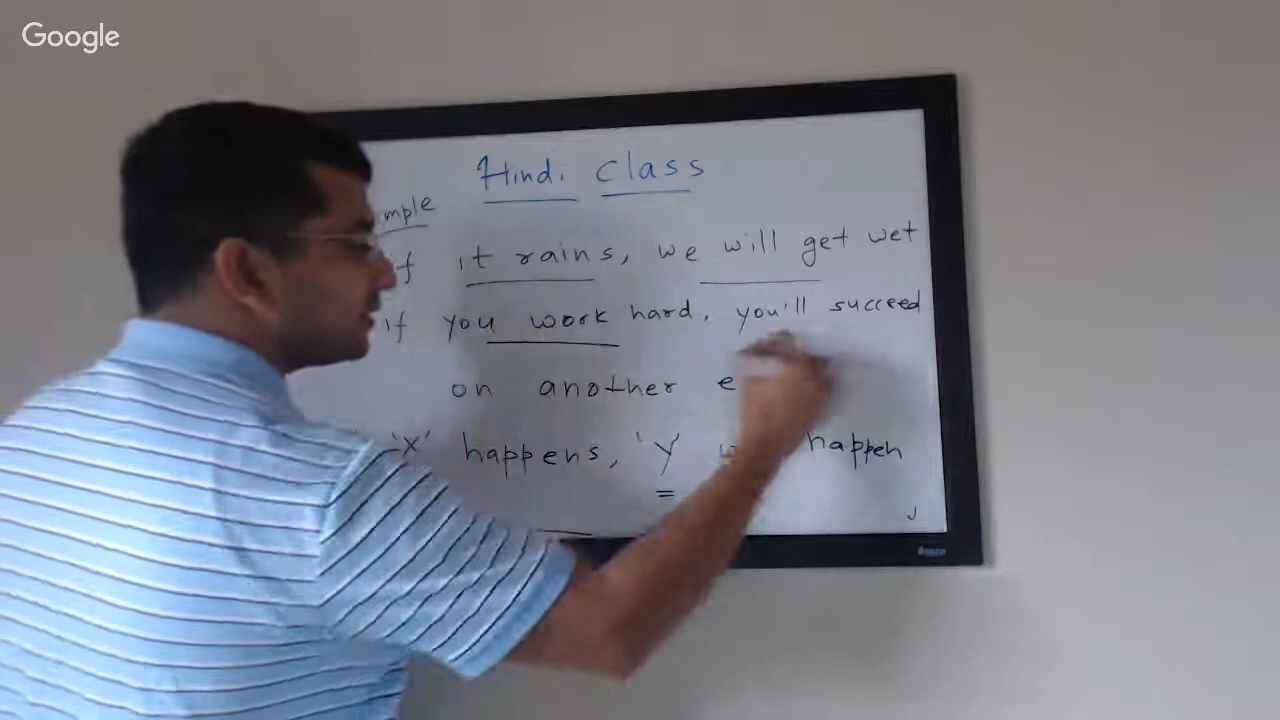 Google
Hindi Class
mple
f it rains, we will get wet
if you work hard, you'll succeed
on another e
'X' happens, 'Y' w happen